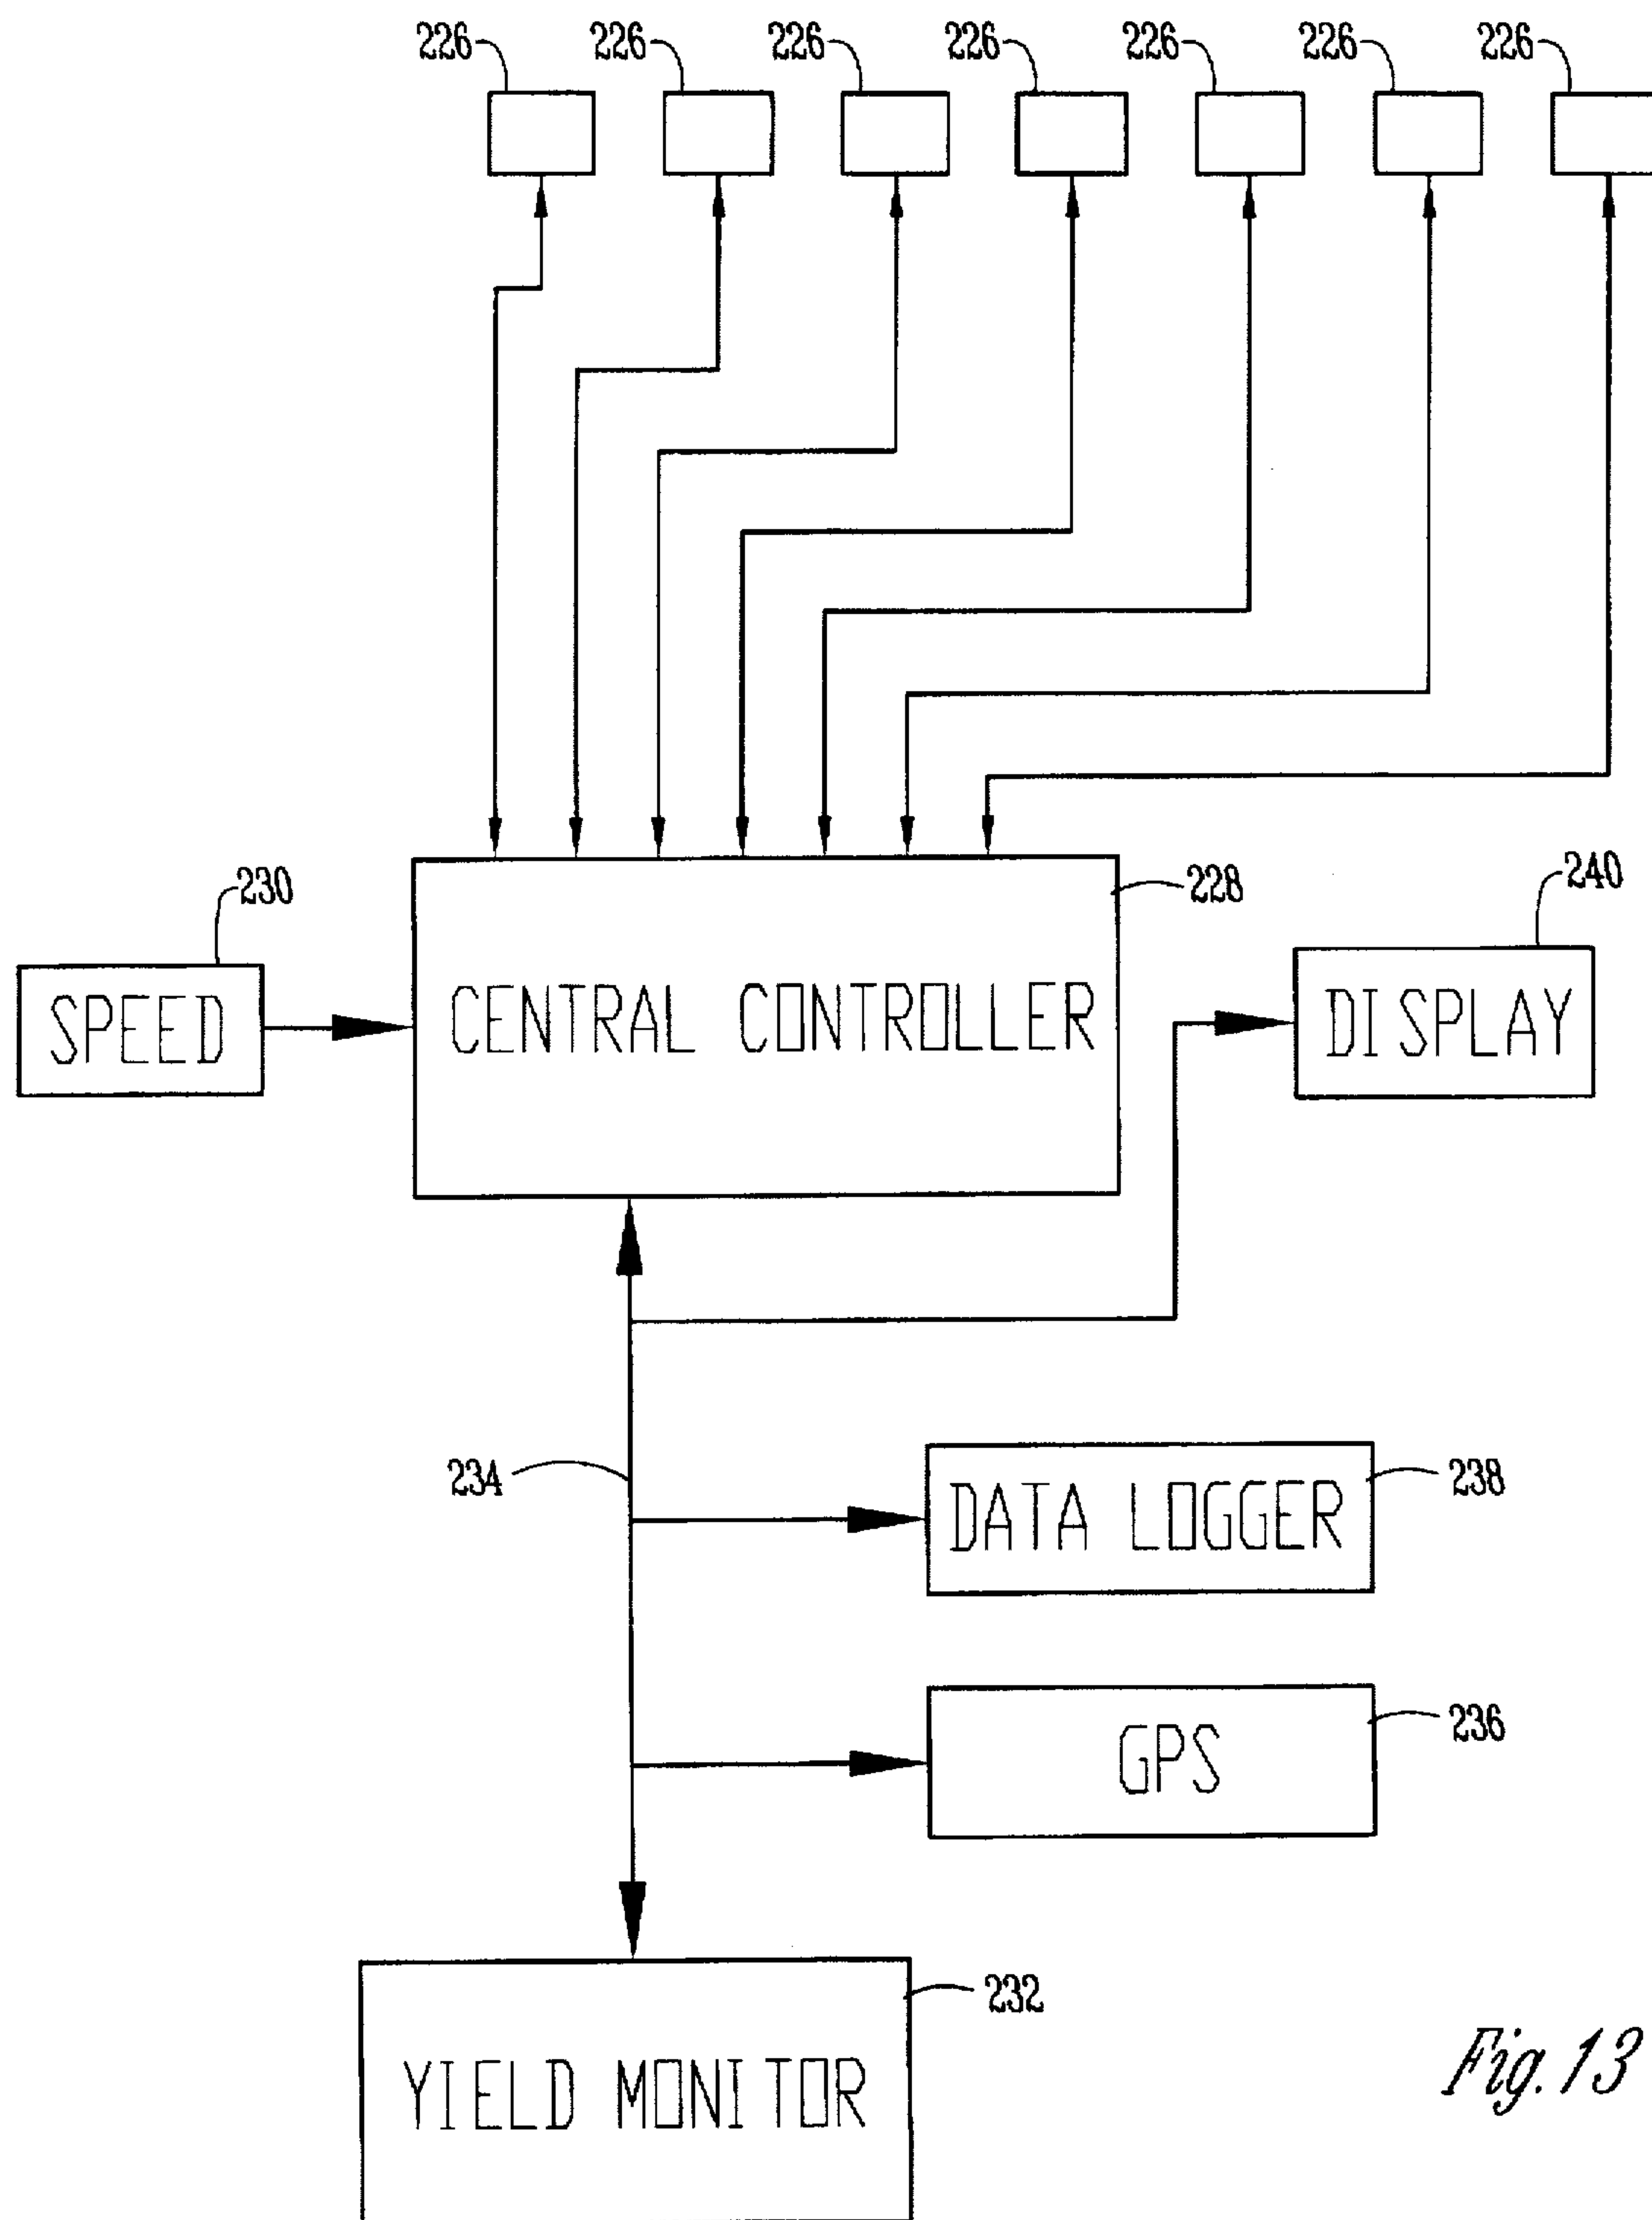 226 226 226 226 226 226 226
230
228
240
SPEED
CENTRAL CONTROLLER
DISPLAY
234
238
DATA LOGGER
236
GPS
232
YIELD MONITOR
Fig. 13